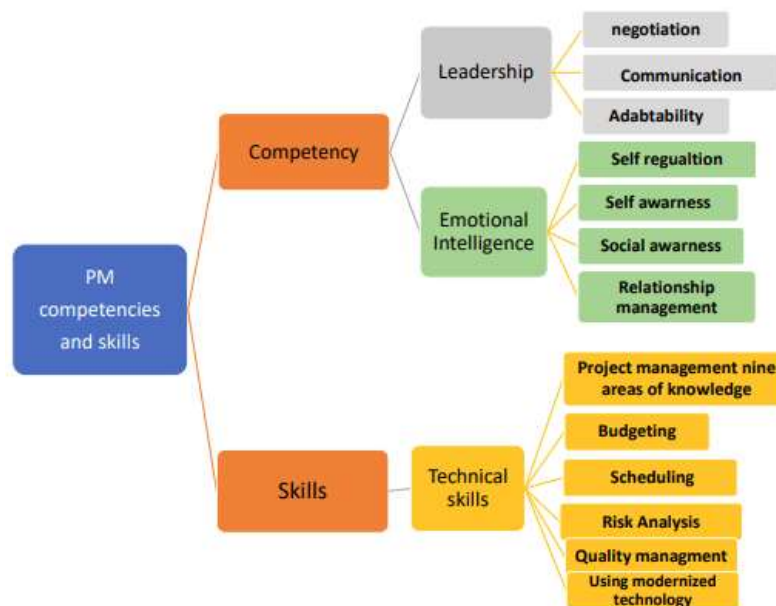 PM
competencies
and skills
Competency
Leadership
negotiation
Communication
Adabtability
Emotional
Intelligence
Self regualtion
Self awarness
Social awarness
Relationship
management
Skills
Technical
skills
Project management nine
areas of knowledge
Budgeting
Scheduling
Risk Analysis
Quality managment
Using modernized
technology